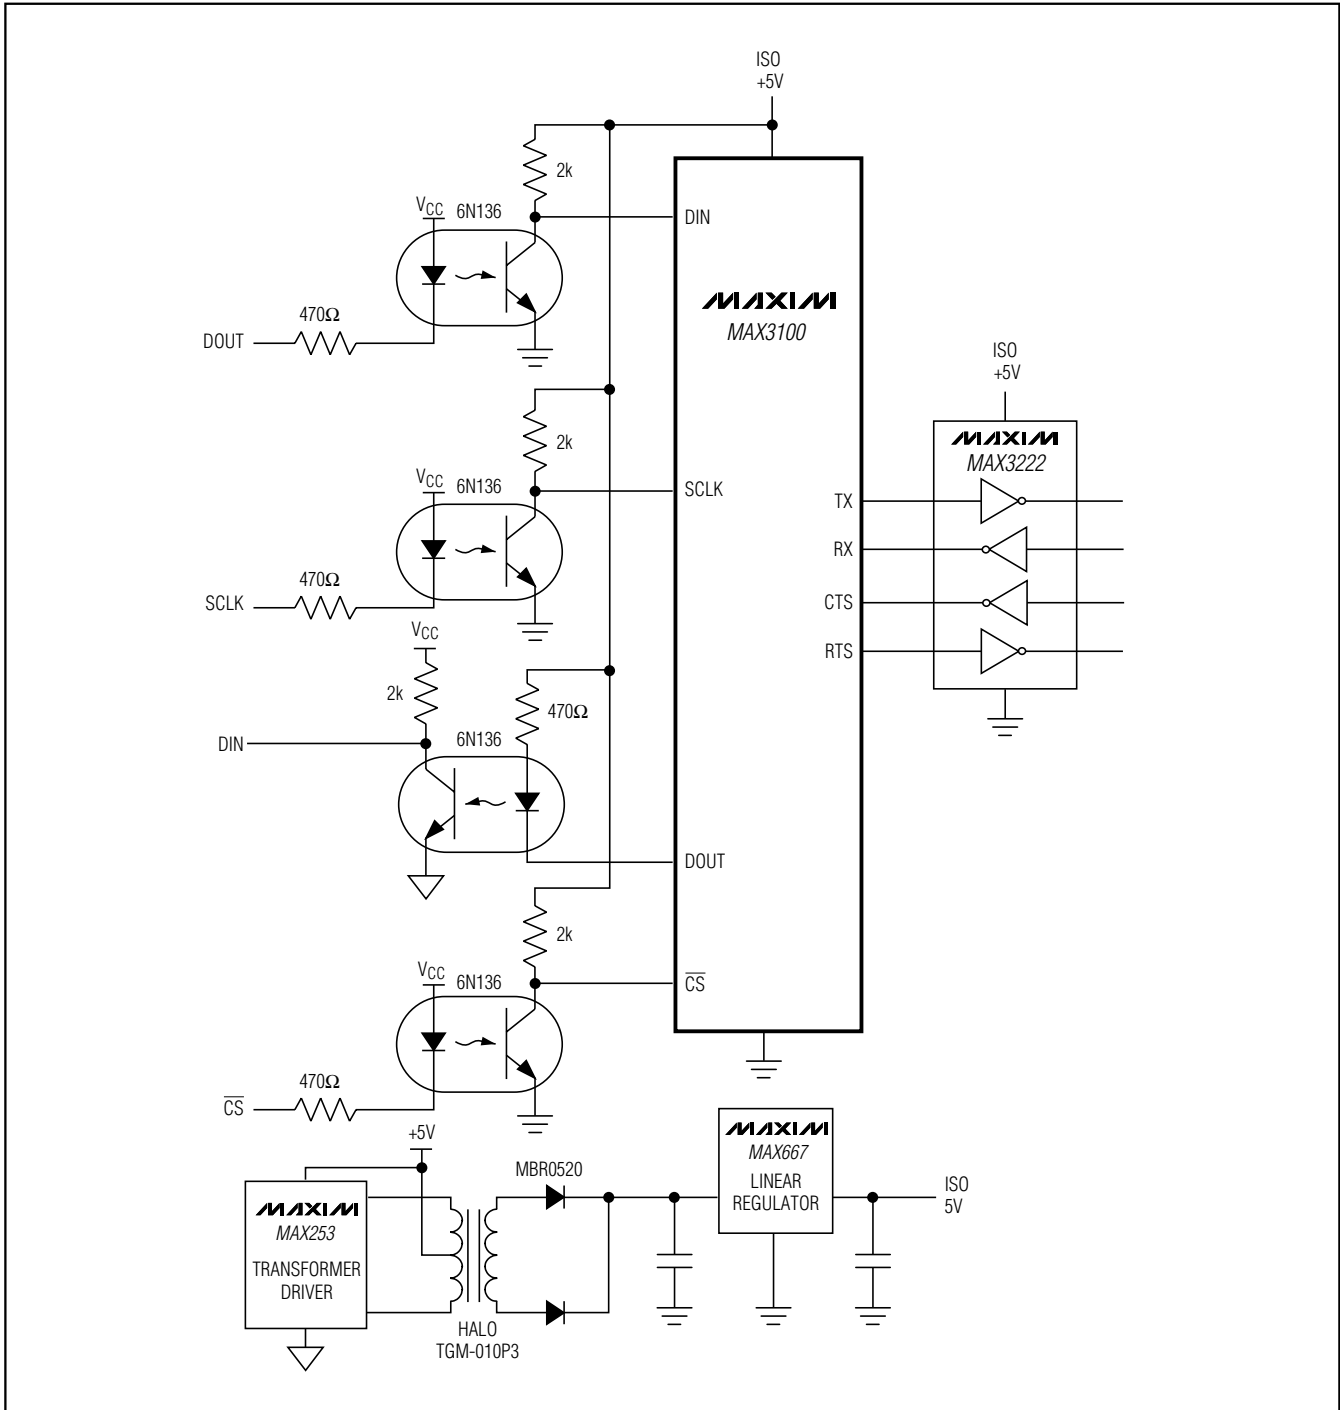 ISO
+5V
2k
VCC
6N136
DIN
MAXIM
MAX3100
470Ω
DOUT
ISO
+5V
2k
MAXIM
MAX3222
VCC
6N136
SCLK
TX
RX
470Ω
SCLK
CTS
VCC
RTS
2k
470Ω
DIN
6N136
DOUT
2k
VCC
6N136
CS
470Ω
CS
+5V
MAXIM
MAX667
LINEAR
REGULATOR
MBR0520
ISO
5V
MAXIM
MAX253
TRANSFORMER
DRIVER
HALO
TGM-010P3